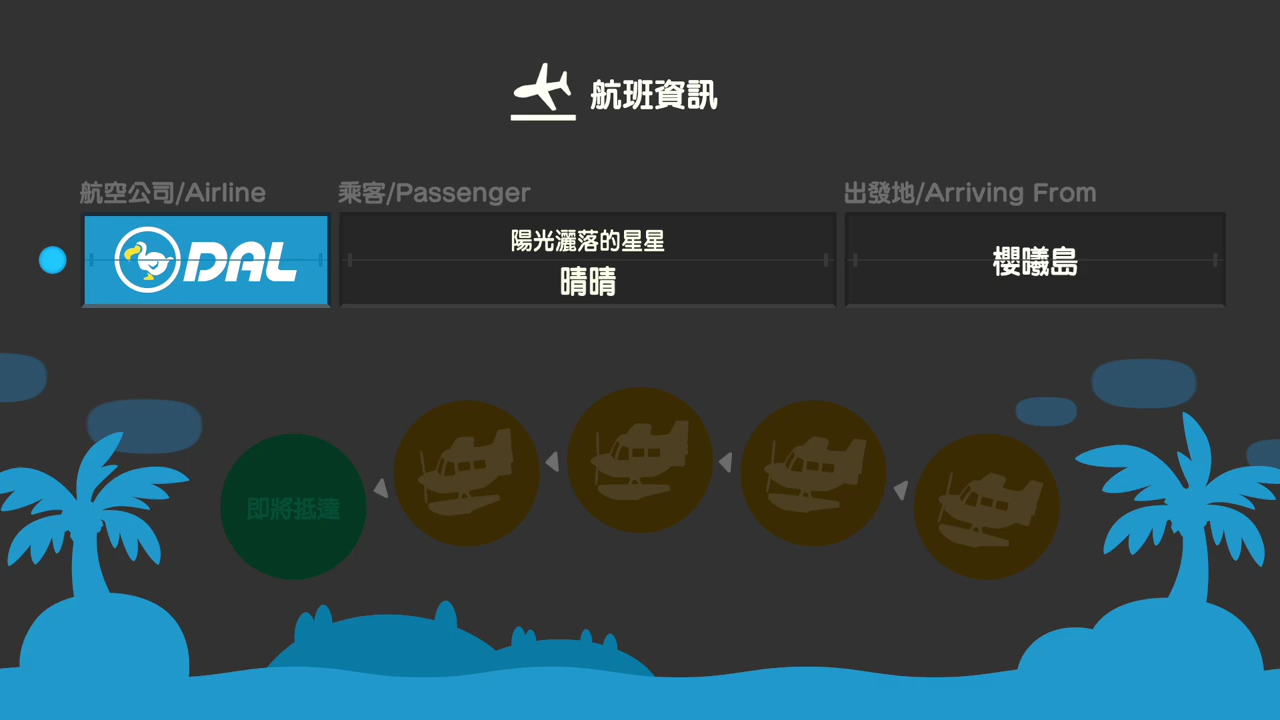 航班資訊
航空公司/Airline
乘客/Passenger
出發地/Arriving From
DAL
陽光灑落的星星
晴晴
櫻曦島
即將抵達